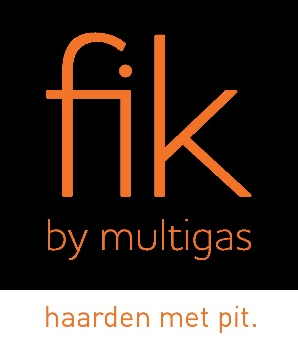 fik
by multigas
haarden met pit.